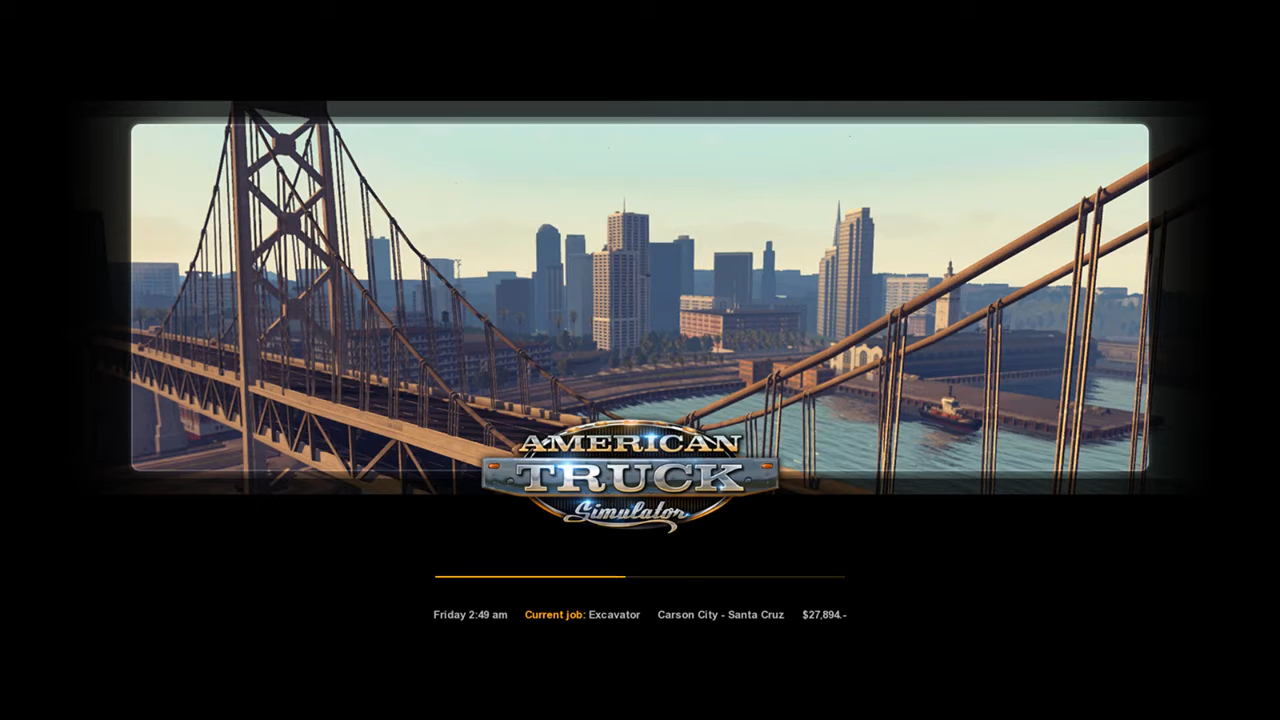 AMERICAN
TRUCK
Simulator
Friday 2:49 am Current job: Excavator Carson City - Santa Cruz $27,894.-